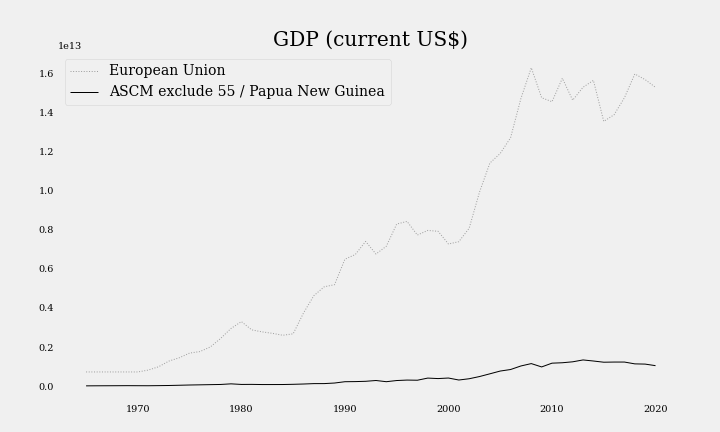 GDP (current US$)
1e13
European Union
ASCM exclude 55 / Papua New Guinea
1.6
1.4
1.2
1.0
0.8
0.6
0.4
0.2
0.0
1970 1980 1990 2000 2010 2020